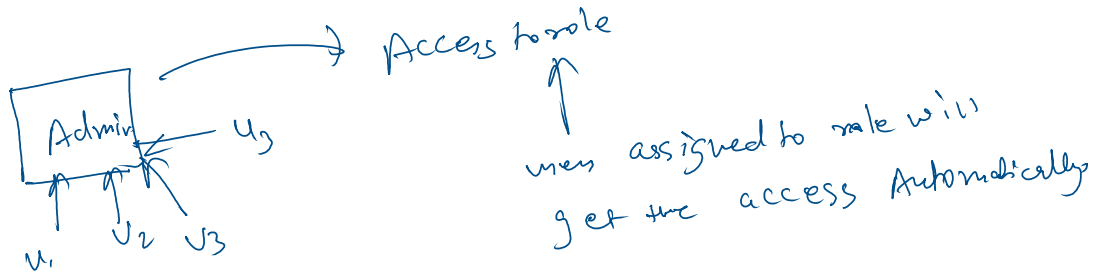 Access to role
Admin
U3
users assigned to role will
get the access Automatically
U1
U2
U3